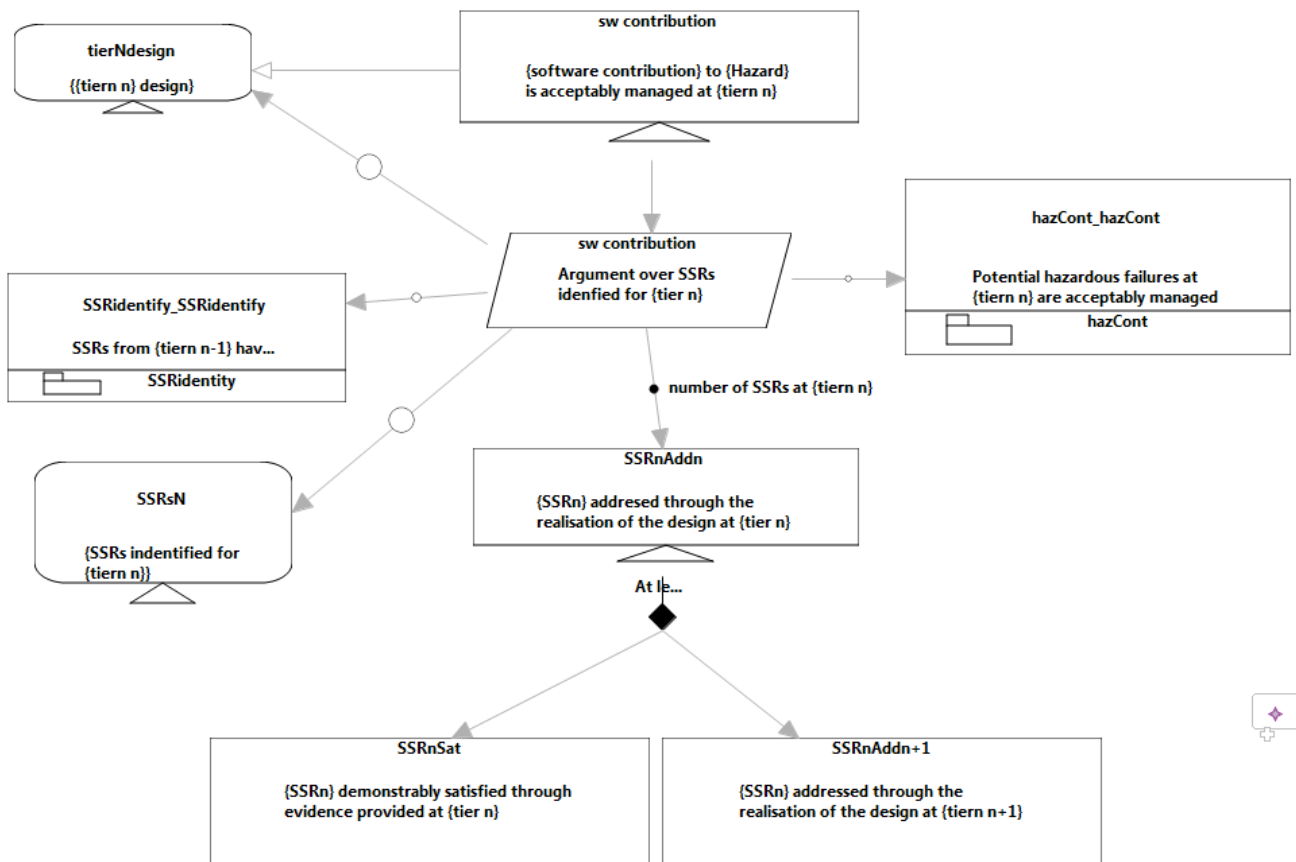 sw contribution
{software contribution} to {Hazard}
is acceptably managed at {tiern n}
tierNdesign
{{tiern n} design}
hazCont_hazCont
Potential hazardous failures at
{tiern n} are acceptably managed
hazCont
sw contribution
Argument over SSRs
idenfied for {tier n}
SSRidentify_SSRidentify
SSRs from {tiern n-1} hav...
SSRidentity
number of SSRs at {tiern n}
SSRnAddn
{SSRn} addresed through the
realisation of the design at {tier n}
SSRsN
{SSRs indentified for
{tiern n}}
At le...
SSRnSat
{SSRn} demonstrably satisfied through
evidence provided at {tier n}
SSRnAddn+1
{SSRn} addressed through the
realisation of the design at {tiern n+1}